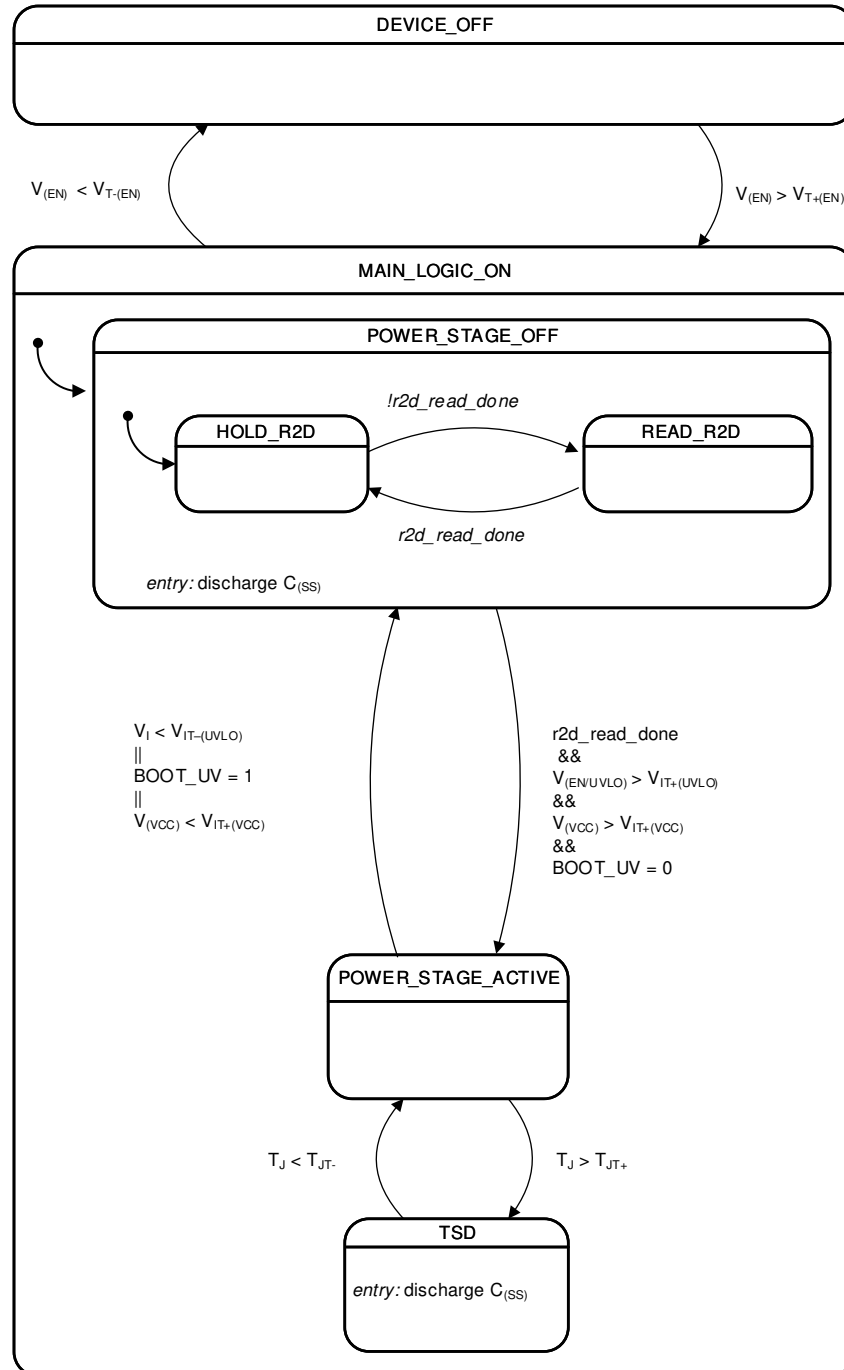 DEVICE_OFF
V(EN) < VT-(EN)
V(EN) > VT+(EN)
MAIN_LOGIC_ON
POWER_STAGE_OFF
!r2d_read_done
HOLD_R2D
READ_R2D
r2d_read_done
entry: discharge C(SS)
VI < VIT–(UVLO)
||
BOOT_UV = 1
||
V(VCC) < VIT+(VCC)
r2d_read_done
&&
V(EN/UVLO) > VIT+(UVLO)
&&
V(VCC) > VIT+(VCC)
&&
BOOT_UV = 0
POWER_STAGE_ACTIVE
TJ < TJT-
TJ > TJT+
TSD
entry: discharge C(SS)